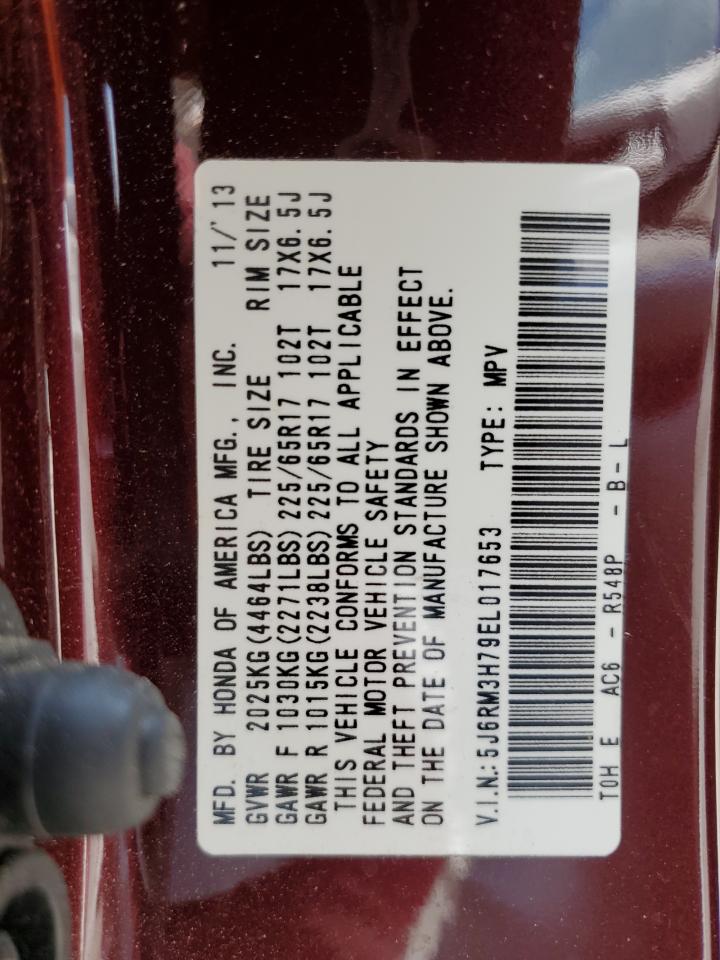 MFD. BY HONDA OF AMERICA MFG., INC. 11/'13
GVWR 2025KG(4464LBS) TIRE SIZE RIM SIZE
GAWR F 1030KG(2271LBS) 225/65R17 102T 17X6.5J
GAWR R 1015KG(2238LBS) 225/65R17 102T 17X6.5J
THIS VEHICLE CONFORMS TO ALL APPLICABLE
FEDERAL MOTOR VEHICLE SAFETY
AND THEFT PREVENTION STANDARDS IN EFFECT
ON THE DATE OF MANUFACTURE SHOWN ABOVE.
V.I.N.: 5J6RM3H79EL017653 TYPE: MPV
T0H E AC6 - R548P - B - L